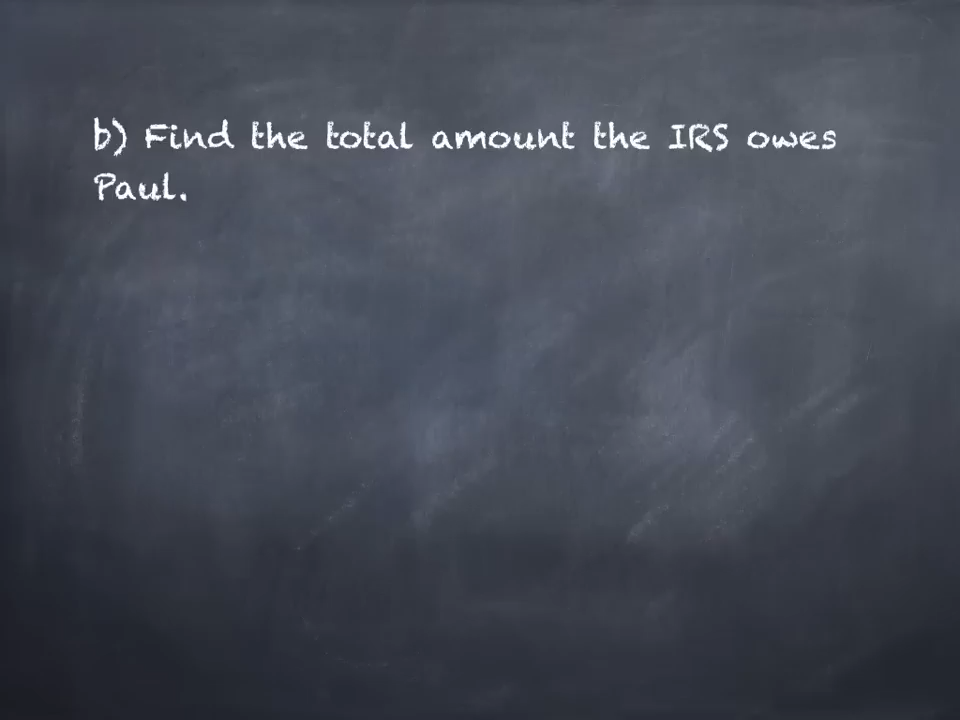 b) Find the total amount the IRS owes
Paul.